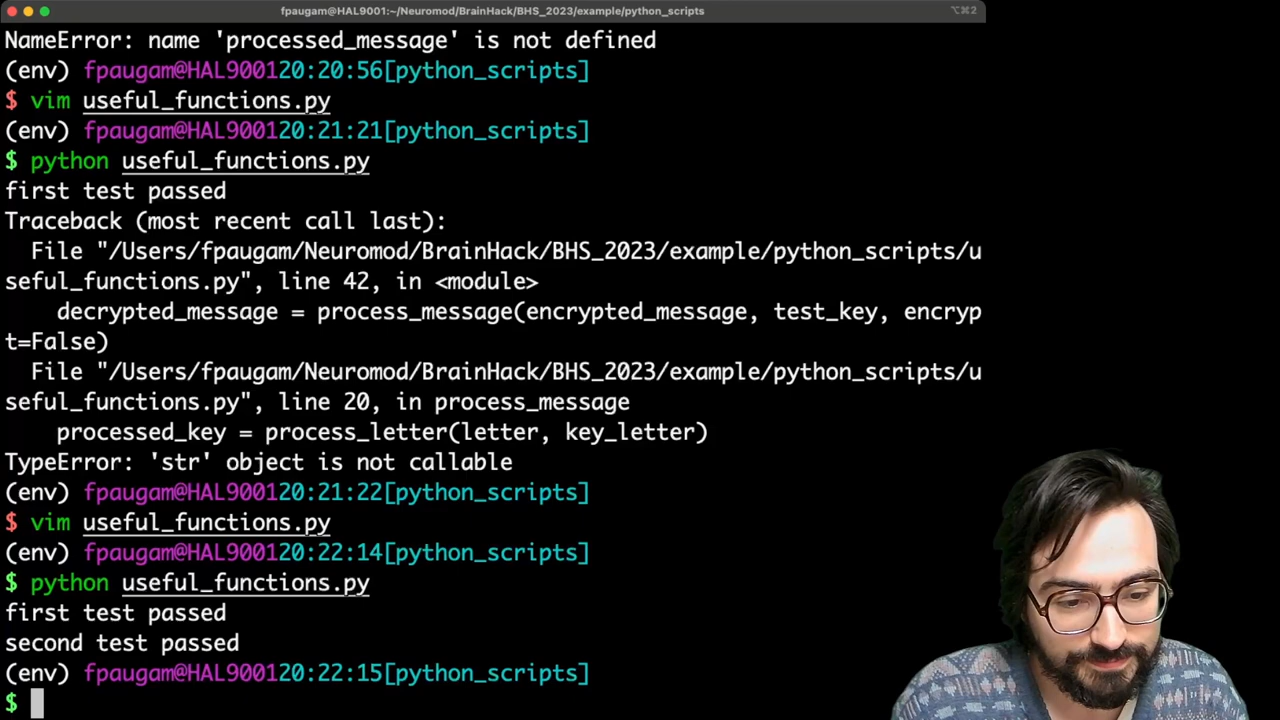 fpaugam@HAL9001:~/Neuromod/BrainHack/BHS_2023/example/python_scripts
⌥⌘2
NameError: name 'processed_message' is not defined
(env) fpaugam@HAL900120:20:56[python_scripts]
$ vim useful_functions.py
(env) fpaugam@HAL900120:21:21[python_scripts]
$ python useful_functions.py
first test passed
Traceback (most recent call last):
  File "/Users/fpaugam/Neuromod/BrainHack/BHS_2023/example/python_scripts/u
seful_functions.py", line 42, in <module>
    decrypted_message = process_message(encrypted_message, test_key, encryp
t=False)
  File "/Users/fpaugam/Neuromod/BrainHack/BHS_2023/example/python_scripts/u
seful_functions.py", line 20, in process_message
    processed_key = process_letter(letter, key_letter)
TypeError: 'str' object is not callable
(env) fpaugam@HAL900120:21:22[python_scripts]
$ vim useful_functions.py
(env) fpaugam@HAL900120:22:14[python_scripts]
$ python useful_functions.py
first test passed
second test passed
(env) fpaugam@HAL900120:22:15[python_scripts]
$